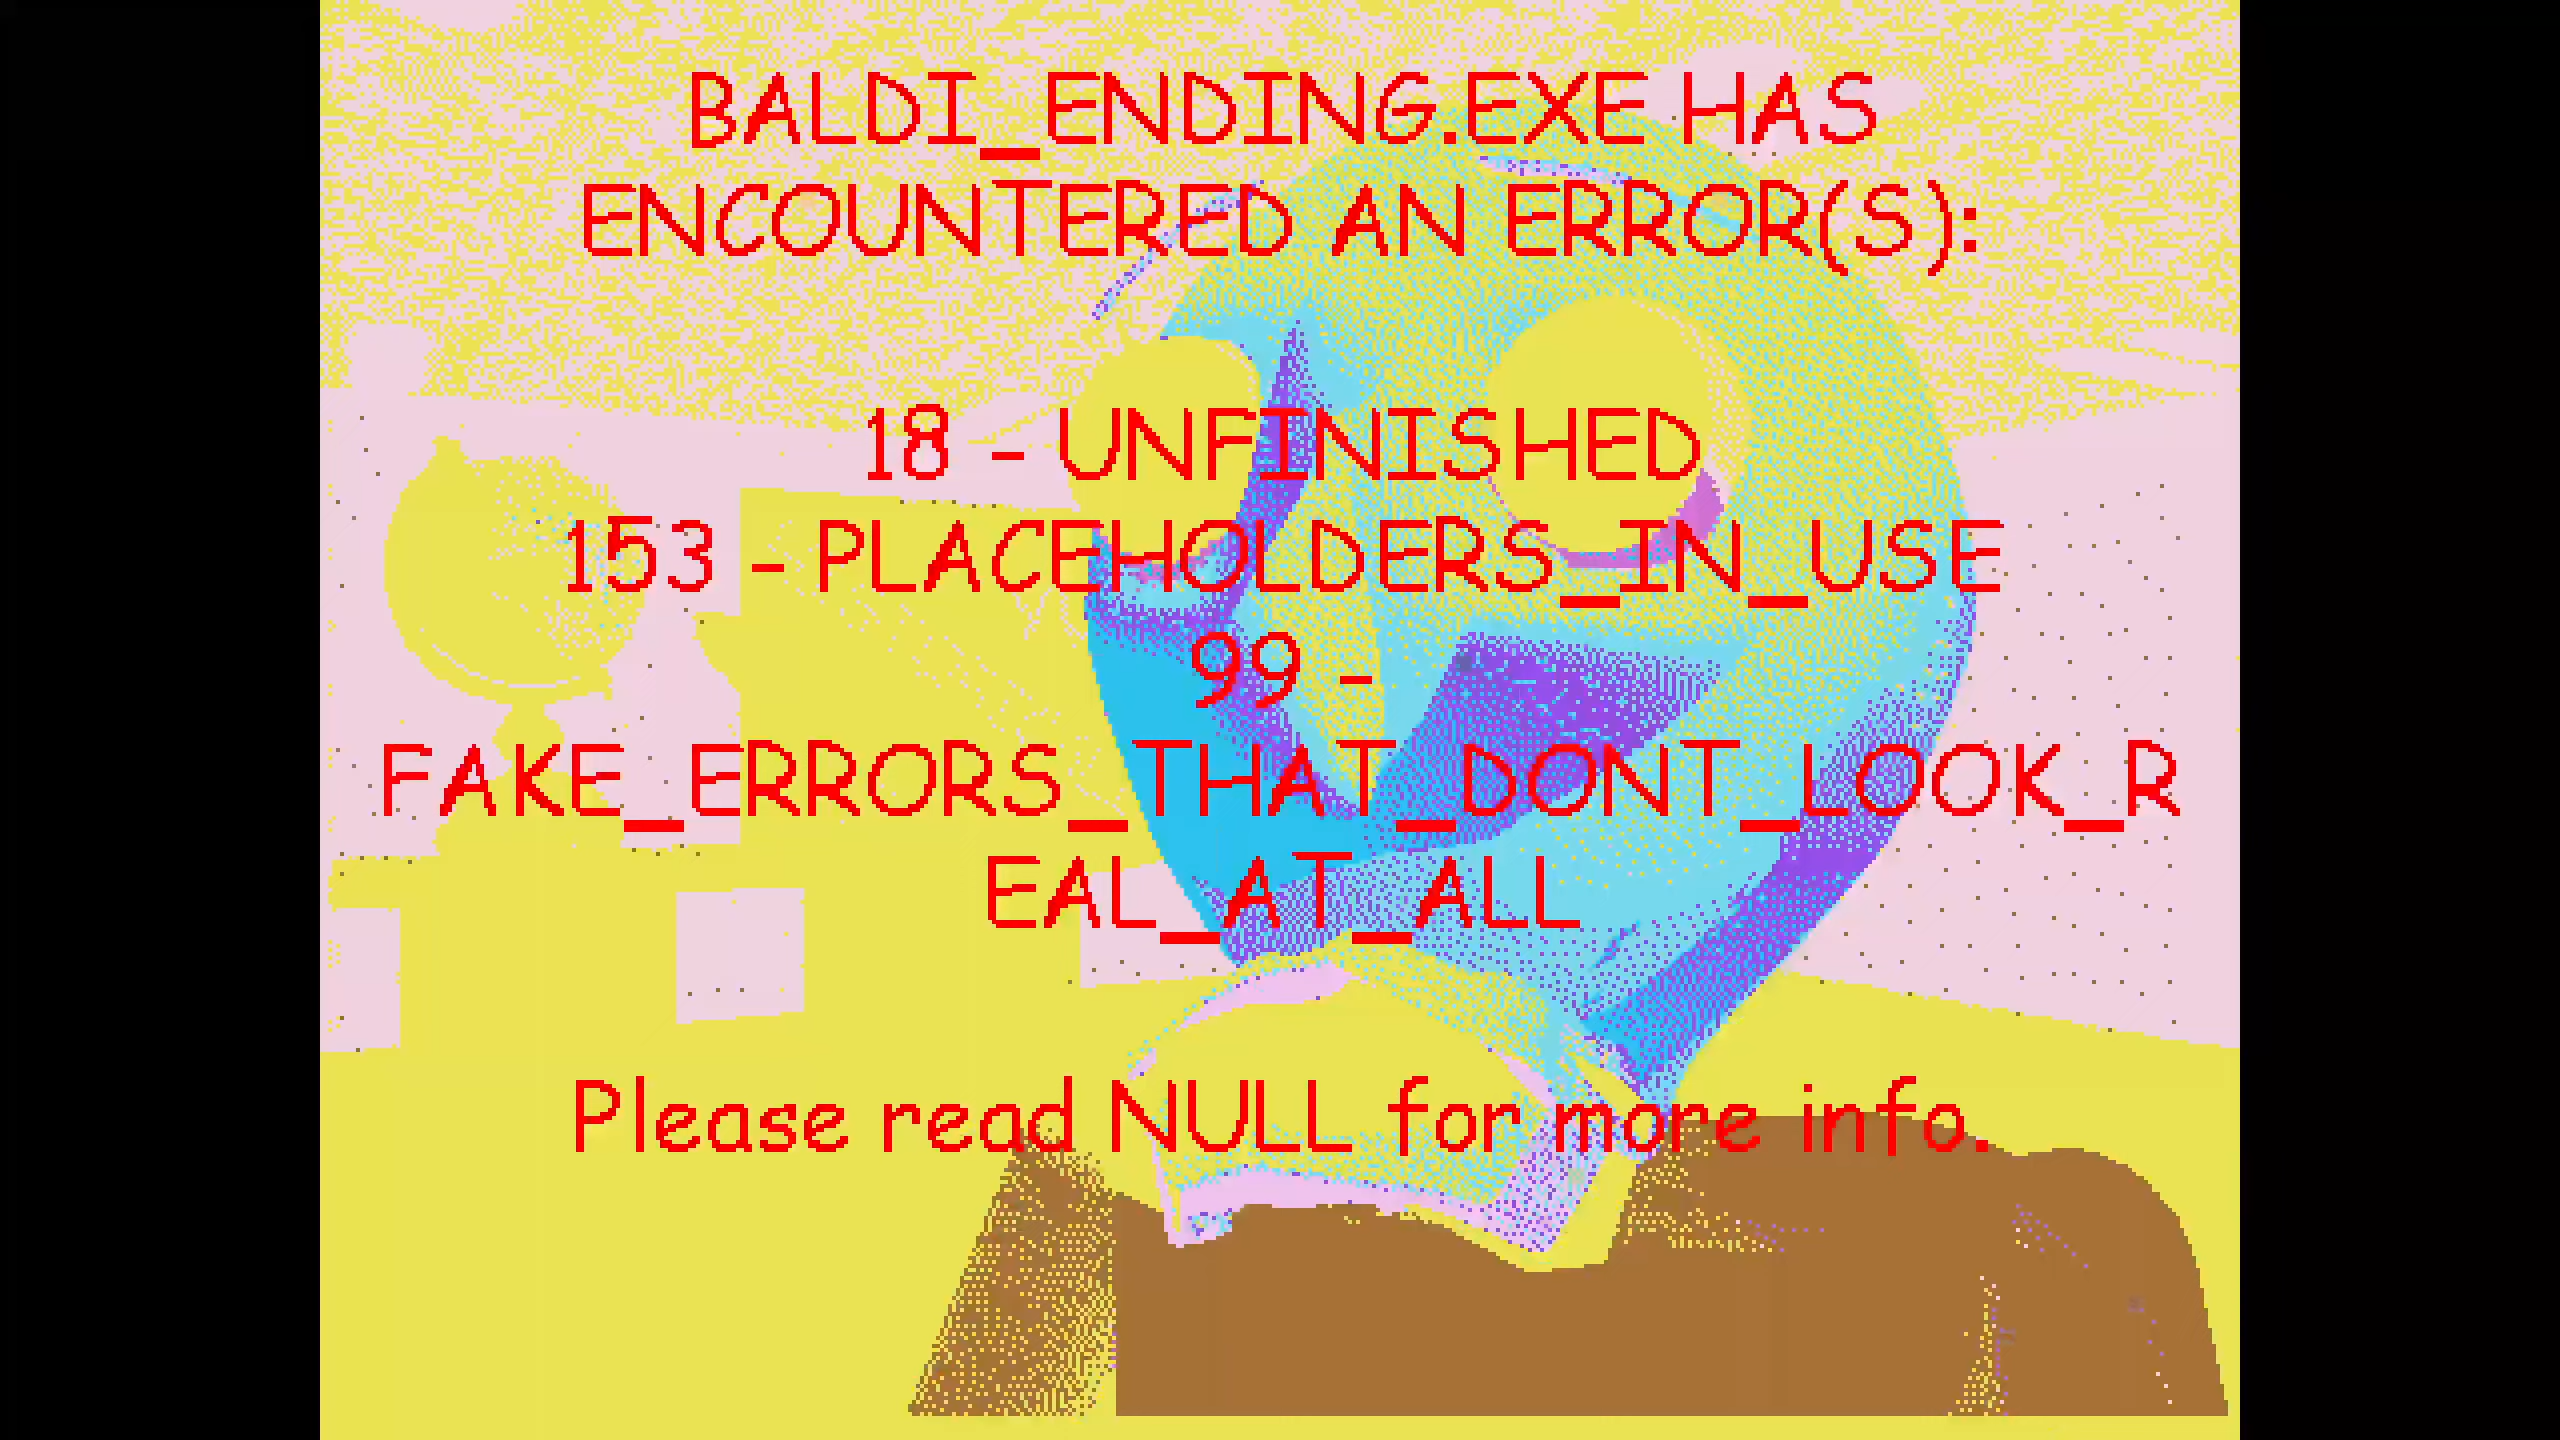 BALDI_ENDING.EXE HAS
ENCOUNTERED AN ERROR(S):
18 - UNFINISHED
153 - PLACEHOLDERS_IN_USE
99 -
FAKE_ERRORS_THAT_DONT_LOOK_R
EAL_AT_ALL
Please read NULL for more info.